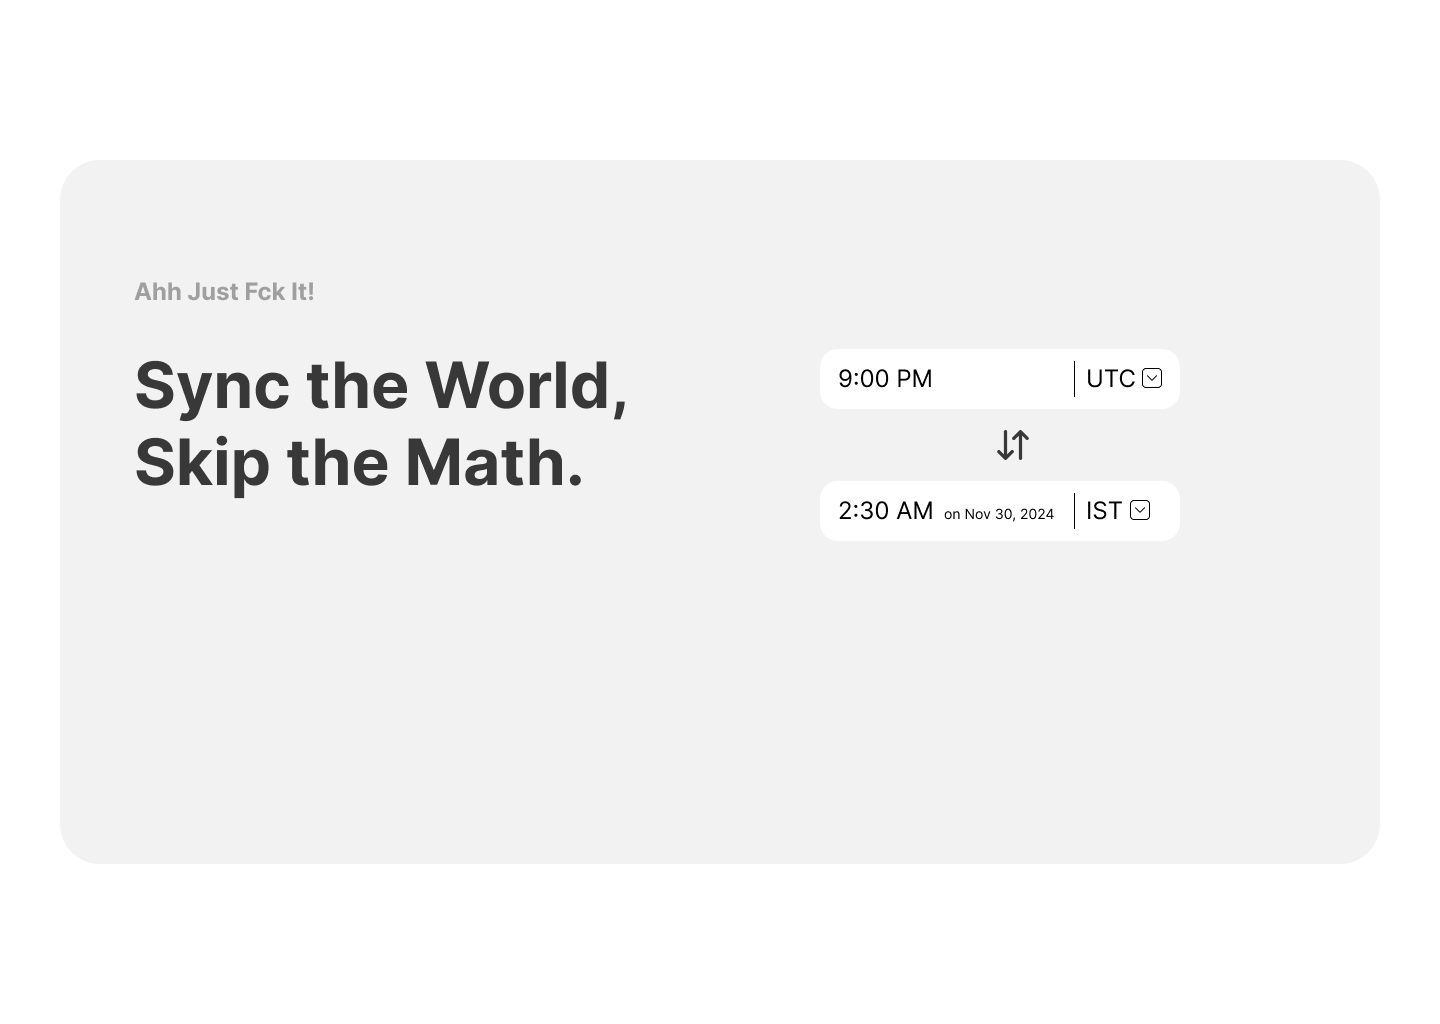 Ahh Just Fck It!
Sync the World,
Skip the Math.
9:00 PM UTC
2:30 AM on Nov 30, 2024 IST